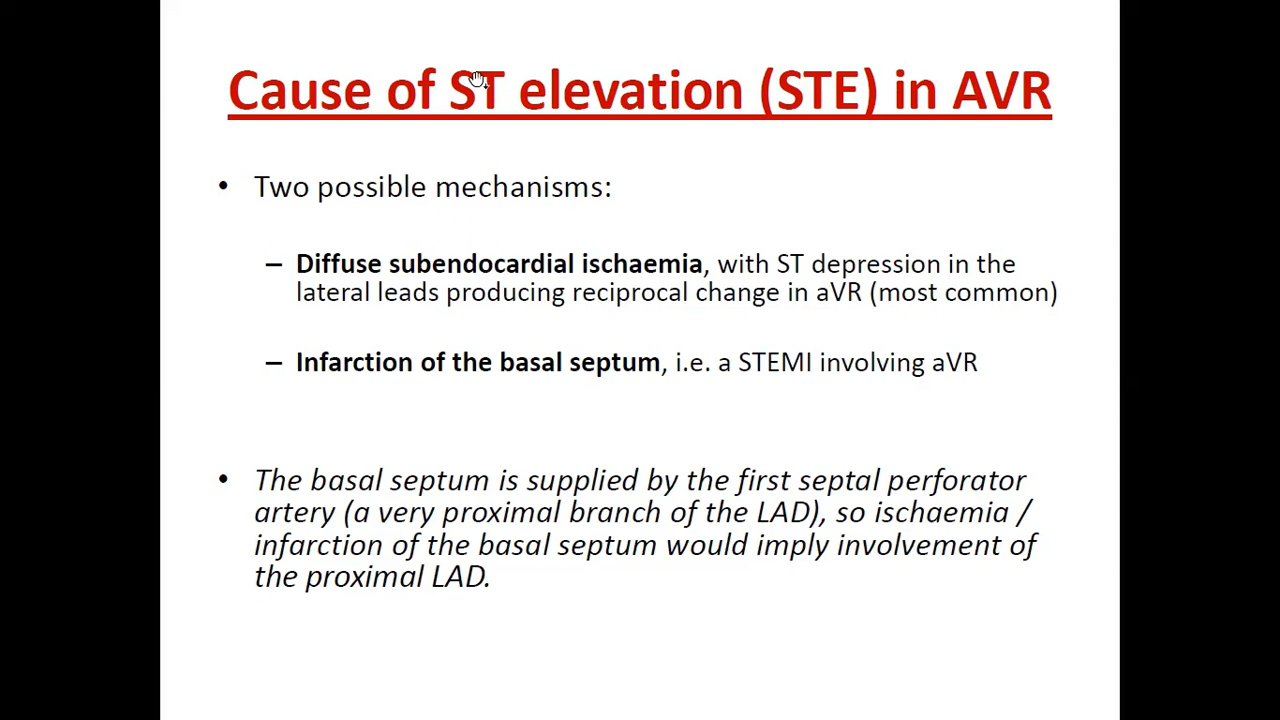 Cause of ST elevation (STE) in AVR
• Two possible mechanisms:
– Diffuse subendocardial ischaemia, with ST depression in the
lateral leads producing reciprocal change in aVR (most common)
– Infarction of the basal septum, i.e. a STEMI involving aVR
• The basal septum is supplied by the first septal perforator
artery (a very proximal branch of the LAD), so ischaemia /
infarction of the basal septum would imply involvement of
the proximal LAD.